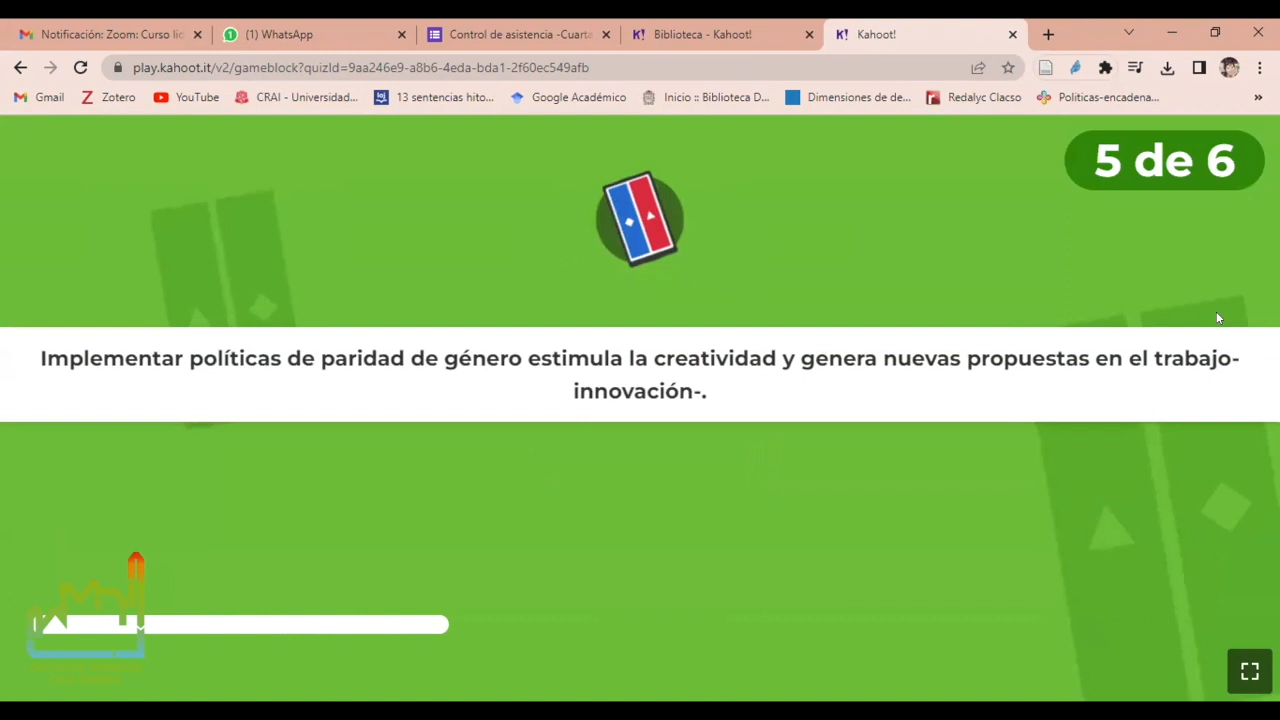 Notificación: Zoom: Curso lic
(1) WhatsApp
Control de asistencia -Cuarta
K! Biblioteca - Kahoot!
K! Kahoot!
play.kahoot.it/v2/gameblock?quizId=9aa246e9-a8b6-4eda-bda1-2f60ec549afb
Gmail
Zotero
YouTube
CRAI - Universidad...
13 sentencias hito...
Google Académico
Inicio :: Biblioteca D...
Dimensiones de de...
Redalyc Clacso
Politicas-encadena...
5 de 6
Implementar políticas de paridad de género estimula la creatividad y genera nuevas propuestas en el trabajo-
innovación-.